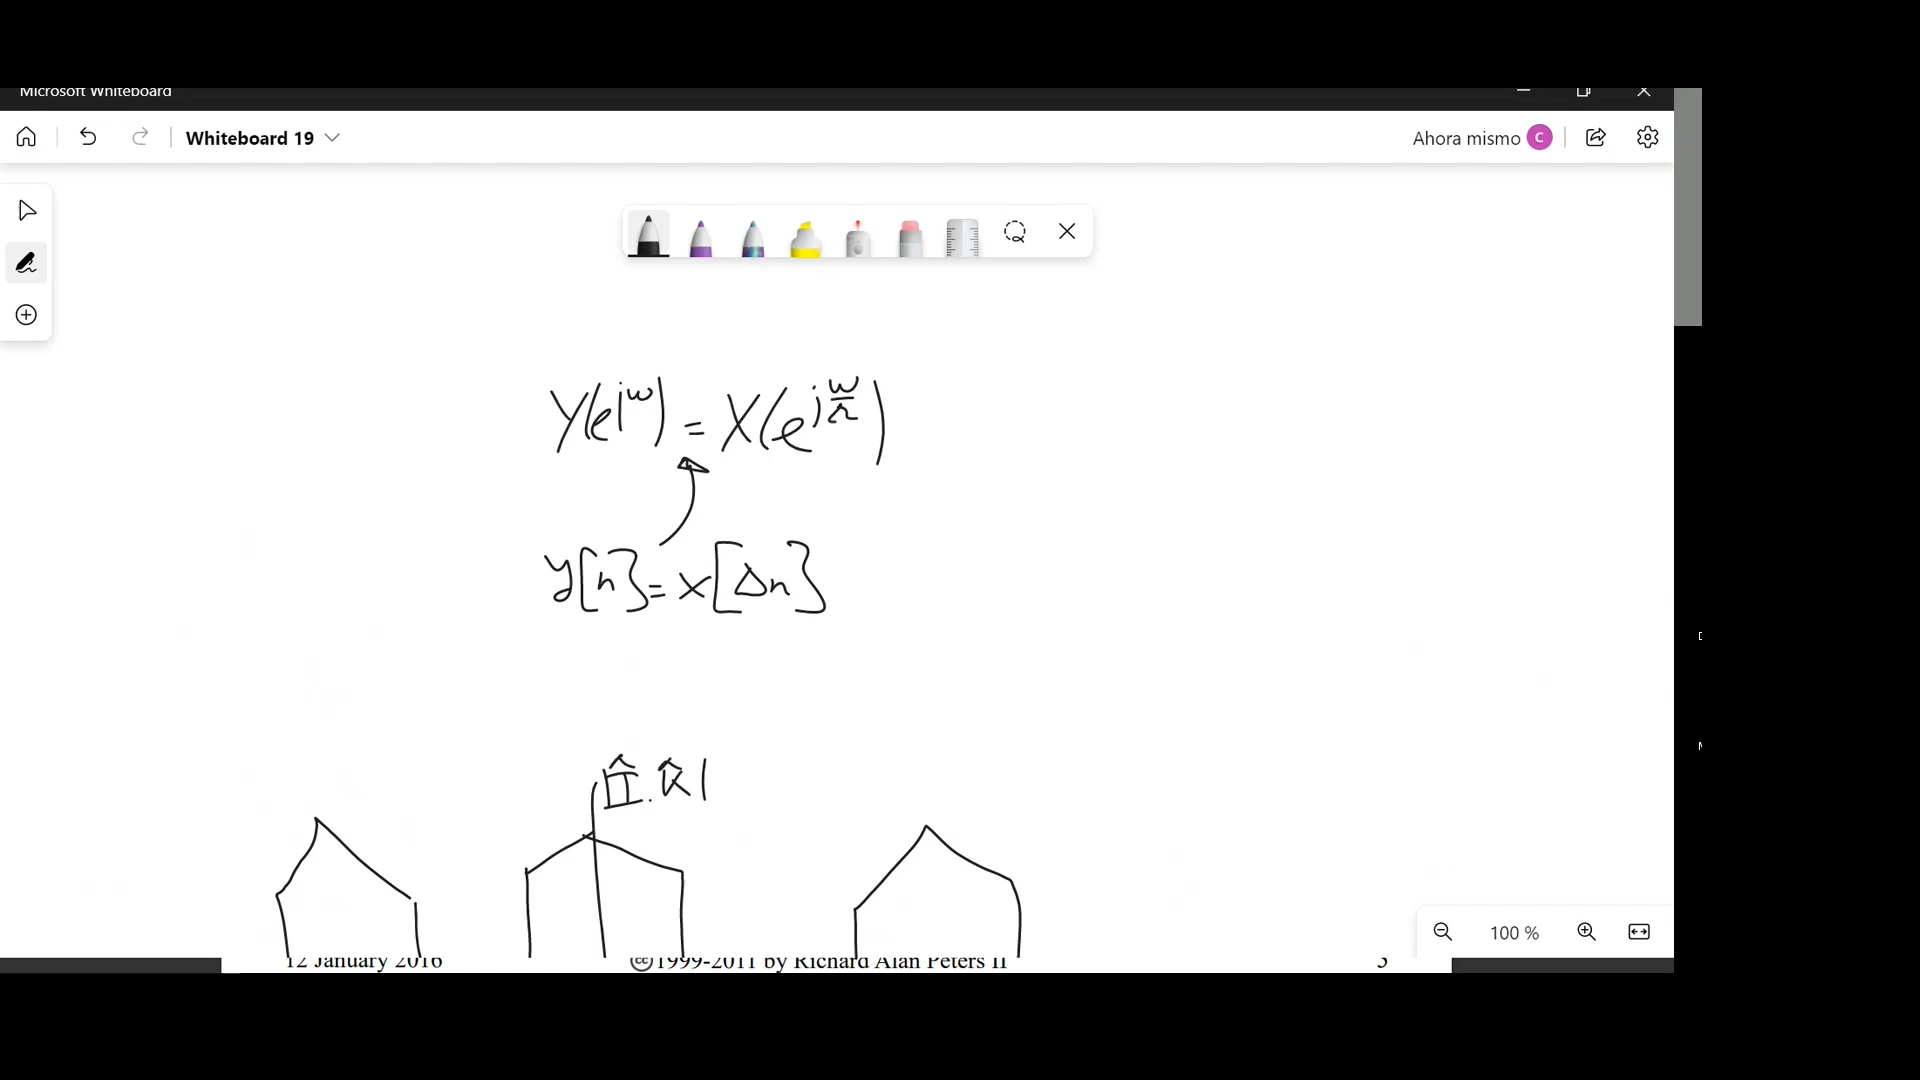 Microsoft Whiteboard
Whiteboard 19
Ahora mismo C
Y(e^{jω}) = X(e^{j\frac{ω}{r}})
y[n] = x[Δn]
100 %
12 January 2016
1999-2011 by Richard Alan Peters II